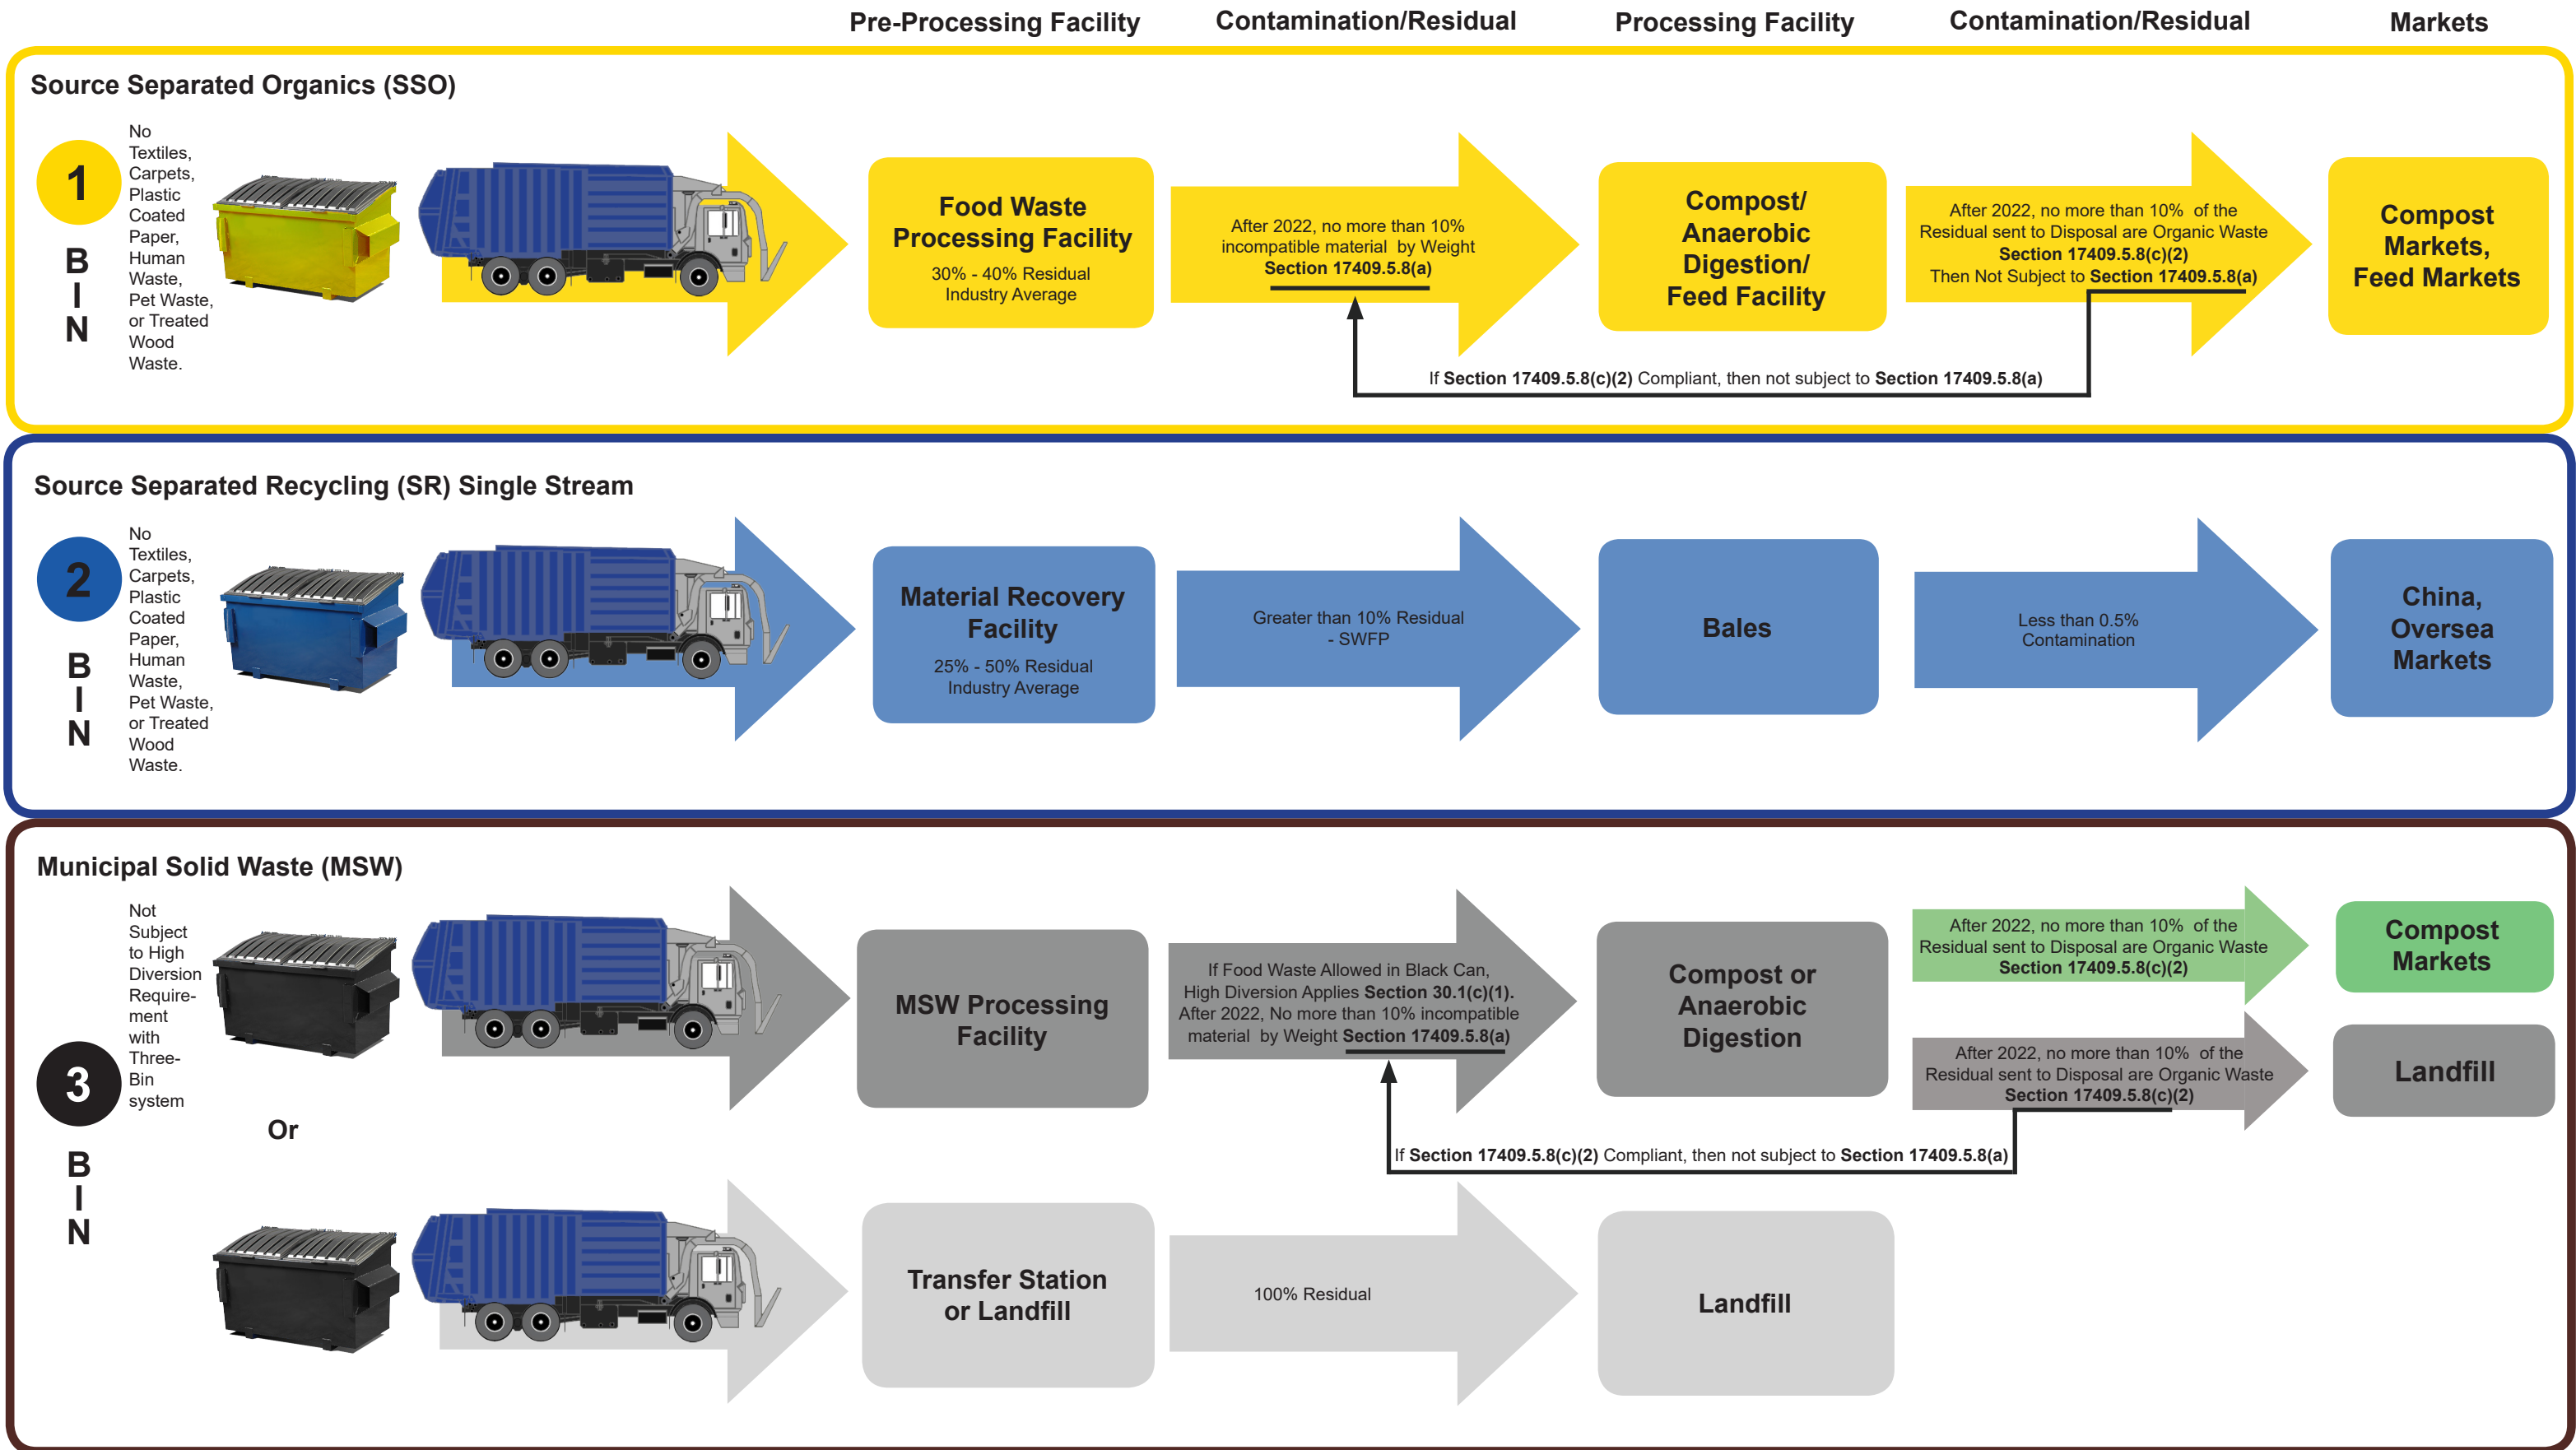 Pre-Processing Facility
Contamination/Residual
Processing Facility
Contamination/Residual
Markets
Source Separated Organics (SSO)
1
B
I
N
No
Textiles,
Carpets,
Plastic
Coated
Paper,
Human
Waste,
Pet Waste,
or Treated
Wood
Waste.
Food Waste
Processing Facility
30% - 40% Residual
Industry Average
After 2022, no more than 10%
incompatible material by Weight
Section 17409.5.8(a)
Compost/
Anaerobic
Digestion/
Feed Facility
After 2022, no more than 10% of the
Residual sent to Disposal are Organic Waste
Section 17409.5.8(c)(2)
Then Not Subject to Section 17409.5.8(a)
Compost
Markets,
Feed Markets
If Section 17409.5.8(c)(2) Compliant, then not subject to Section 17409.5.8(a)
Source Separated Recycling (SR) Single Stream
2
B
I
N
No
Textiles,
Carpets,
Plastic
Coated
Paper,
Human
Waste,
Pet Waste,
or Treated
Wood
Waste.
Material Recovery
Facility
25% - 50% Residual
Industry Average
Greater than 10% Residual
- SWFP
Bales
Less than 0.5%
Contamination
China,
Oversea
Markets
Municipal Solid Waste (MSW)
3
B
I
N
Not
Subject
to High
Diversion
Require-
ment
with
Three-
Bin
system
Or
MSW Processing
Facility
If Food Waste Allowed in Black Can,
High Diversion Applies Section 30.1(c)(1).
After 2022, No more than 10% incompatible
material by Weight Section 17409.5.8(a)
Compost or
Anaerobic
Digestion
After 2022, no more than 10% of the
Residual sent to Disposal are Organic Waste
Section 17409.5.8(c)(2)
Compost
Markets
After 2022, no more than 10% of the
Residual sent to Disposal are Organic Waste
Section 17409.5.8(c)(2)
Landfill
If Section 17409.5.8(c)(2) Compliant, then not subject to Section 17409.5.8(a)
Transfer Station
or Landfill
100% Residual
Landfill